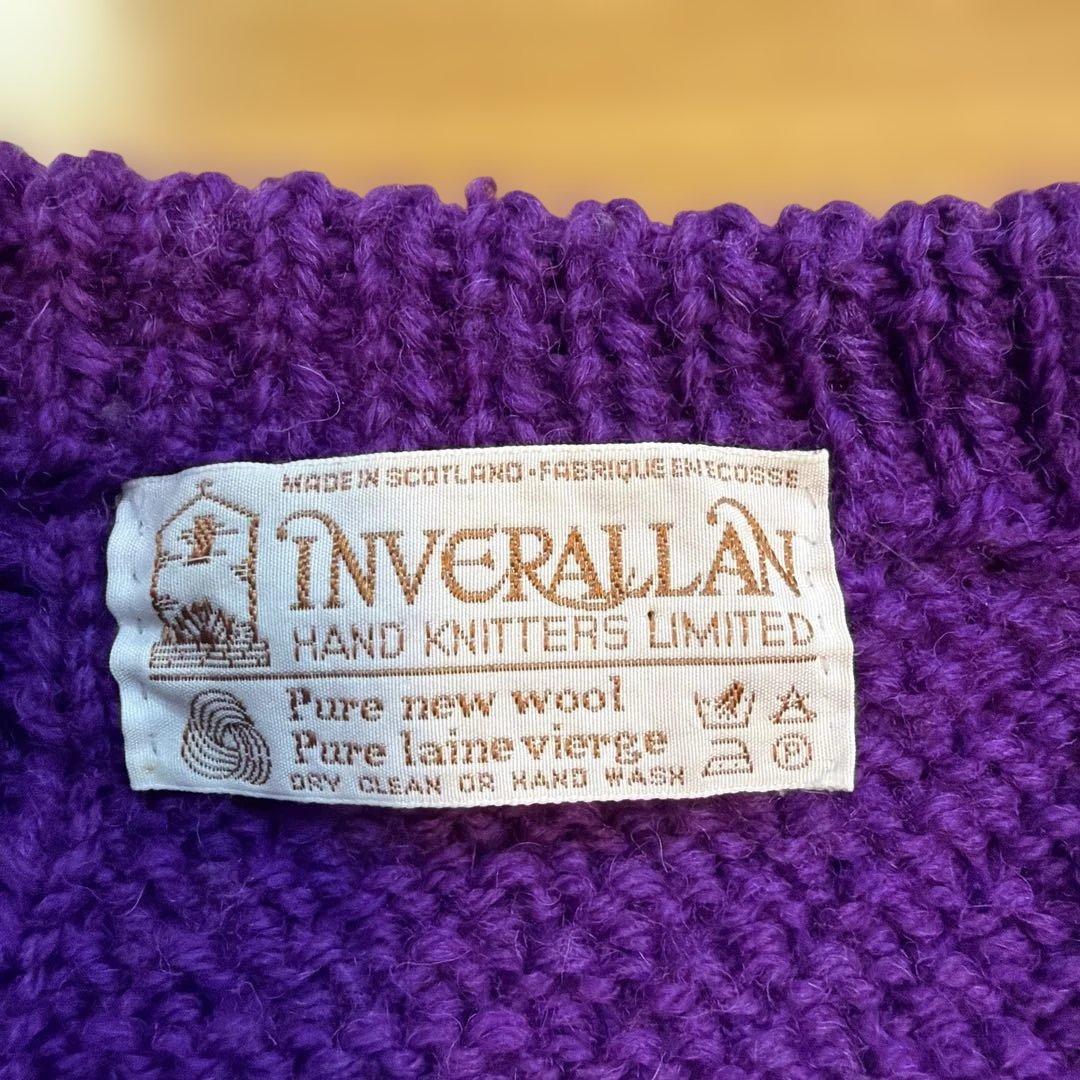 MADE IN SCOTLAND·FABRIQUE EN ECOSSE
INVERALLAN
HAND KNITTERS LIMITED
Pure new wool
Pure laine vierge
DRY CLEAN OR HAND WASH
P